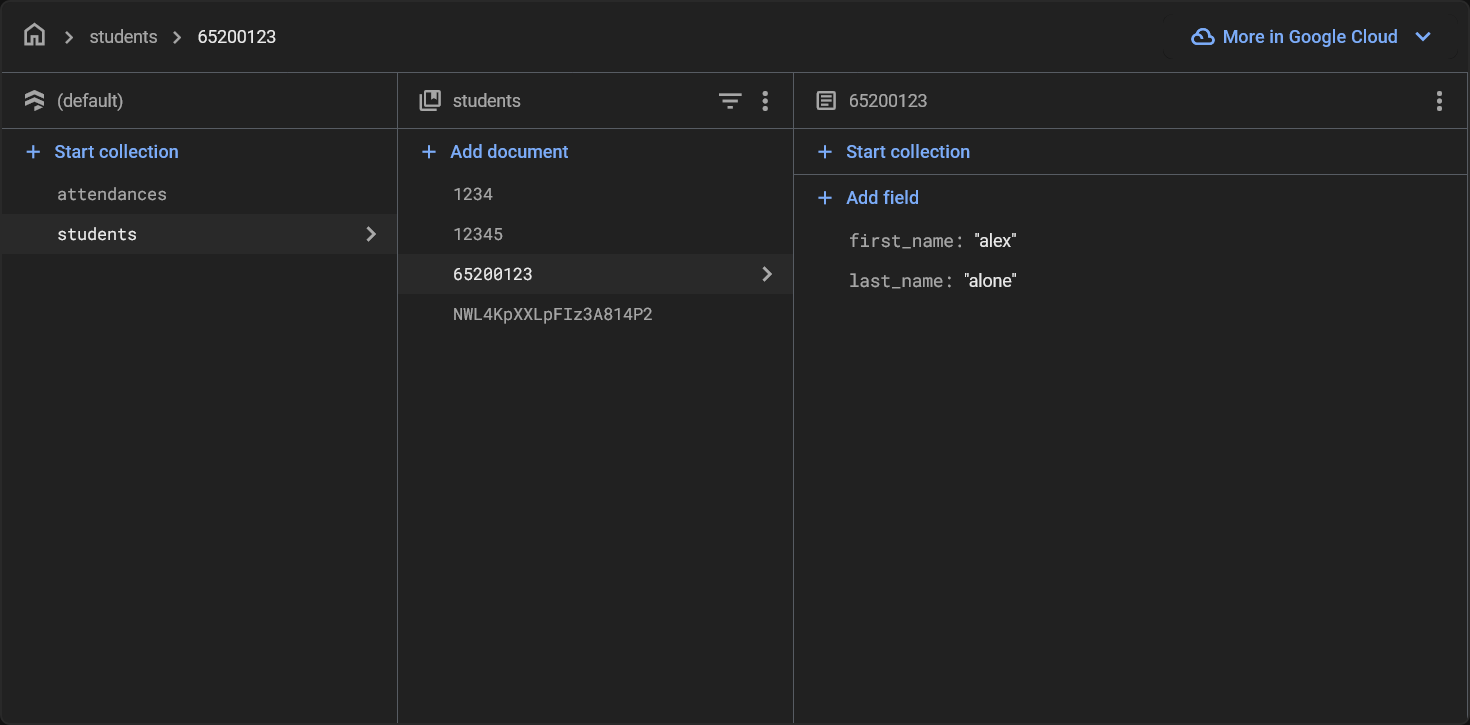 students 65200123
More in Google Cloud
(default)
Start collection
attendances
students
students
Add document
1234
12345
65200123
NWL4KpXXLpFIz3A814P2
65200123
Start collection
Add field
first_name: "alex"
last_name: "alone"